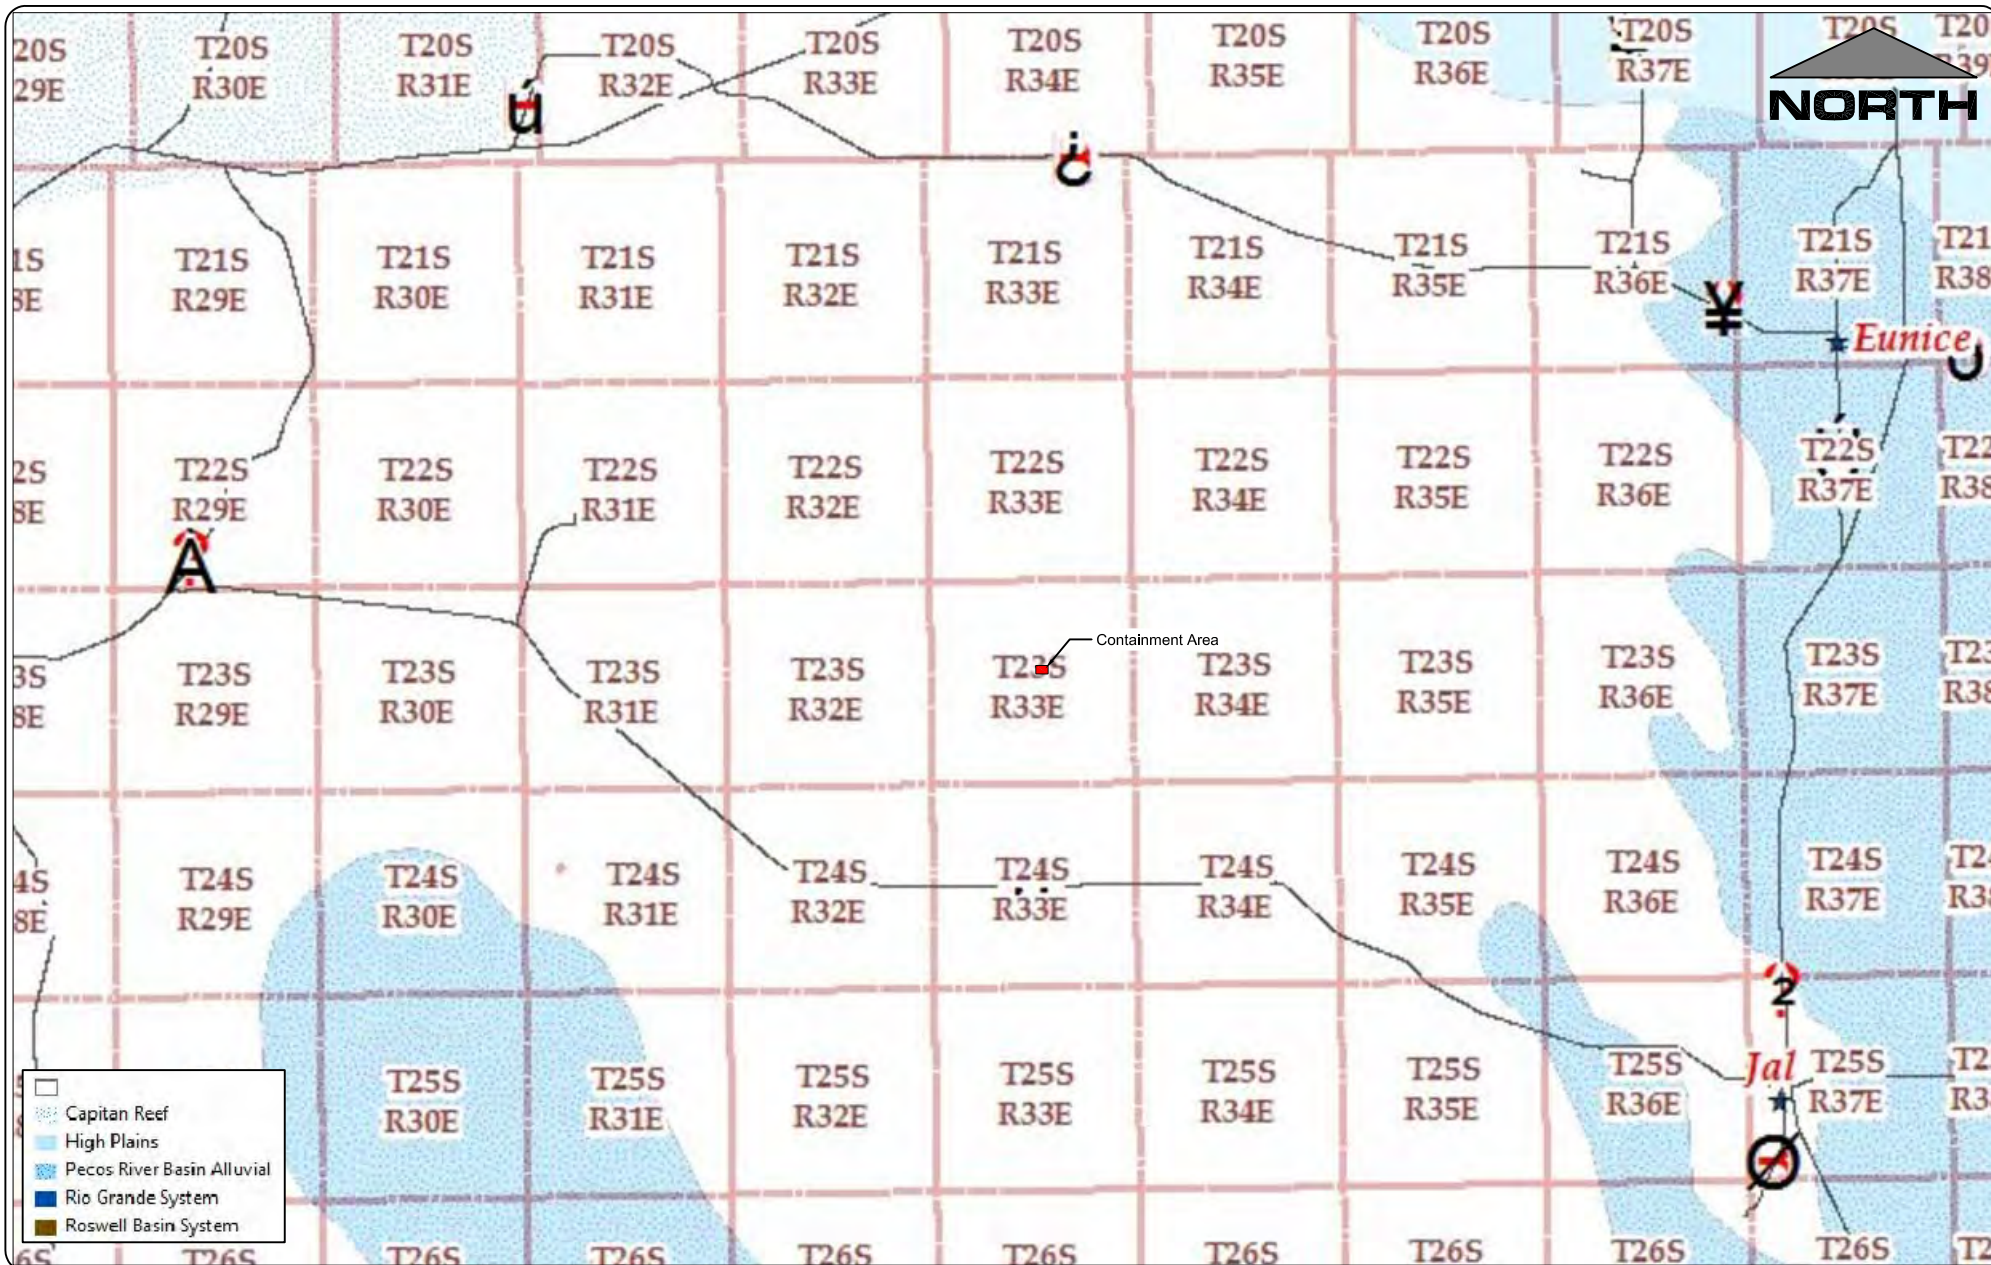 T20S T20S T20S T20S T20S T20S T20S T20S T20S
R30E R31E R32E R33E R34E R35E R36E R37E
NORTH
T21S T21S T21S T21S T21S T21S T21S T21S T21S
R29E R30E R31E R32E R33E R34E R35E R36E R37E
Eunice
T22S T22S T22S T22S T22S T22S T22S T22S T22S
R29E R30E R31E R32E R33E R34E R35E R36E R37E
Containment Area
T23S T23S T23S T23S T23S T23S T23S T23S T23S
R29E R30E R31E R32E R33E R34E R35E R36E R37E
T24S T24S T24S T24S T24S T24S T24S T24S T24S
R29E R30E R31E R32E R33E R34E R35E R36E R37E
Jal
T25S T25S T25S T25S T25S T25S T25S T25S
R30E R31E R32E R33E R34E R35E R36E R37E
Capitan Reef
High Plains
Pecos River Basin Alluvial
Rio Grande System
Roswell Basin System
T26S T26S T26S T26S T26S T26S T26S T26S T26S